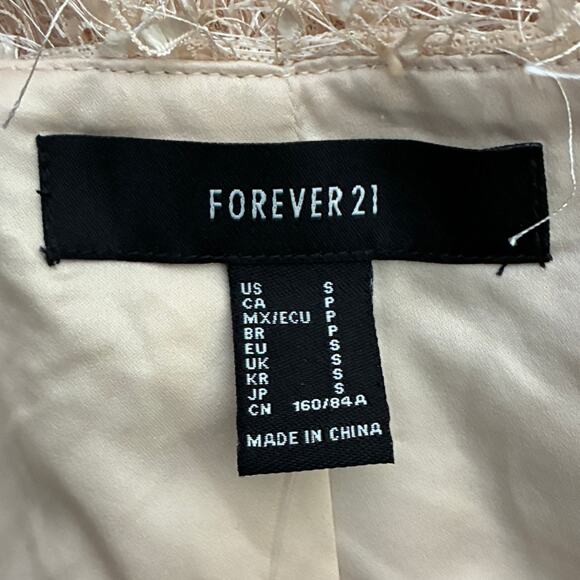 FOREVER 21
US S
CA P
MX/ECU P
BR P
EU S
UK S
KR S
JP S
CN 160/84A
MADE IN CHINA